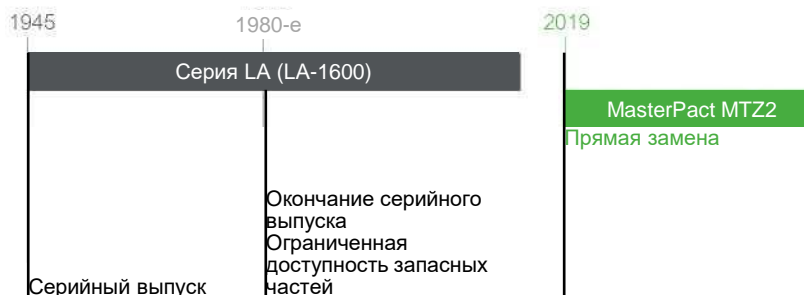 1945
1980-е
2019
Серия LA (LA-1600)
MasterPact MTZ2
Прямая замена
Окончание серийного
выпуска
Ограниченная
доступность запасных
частей
Серийный выпуск